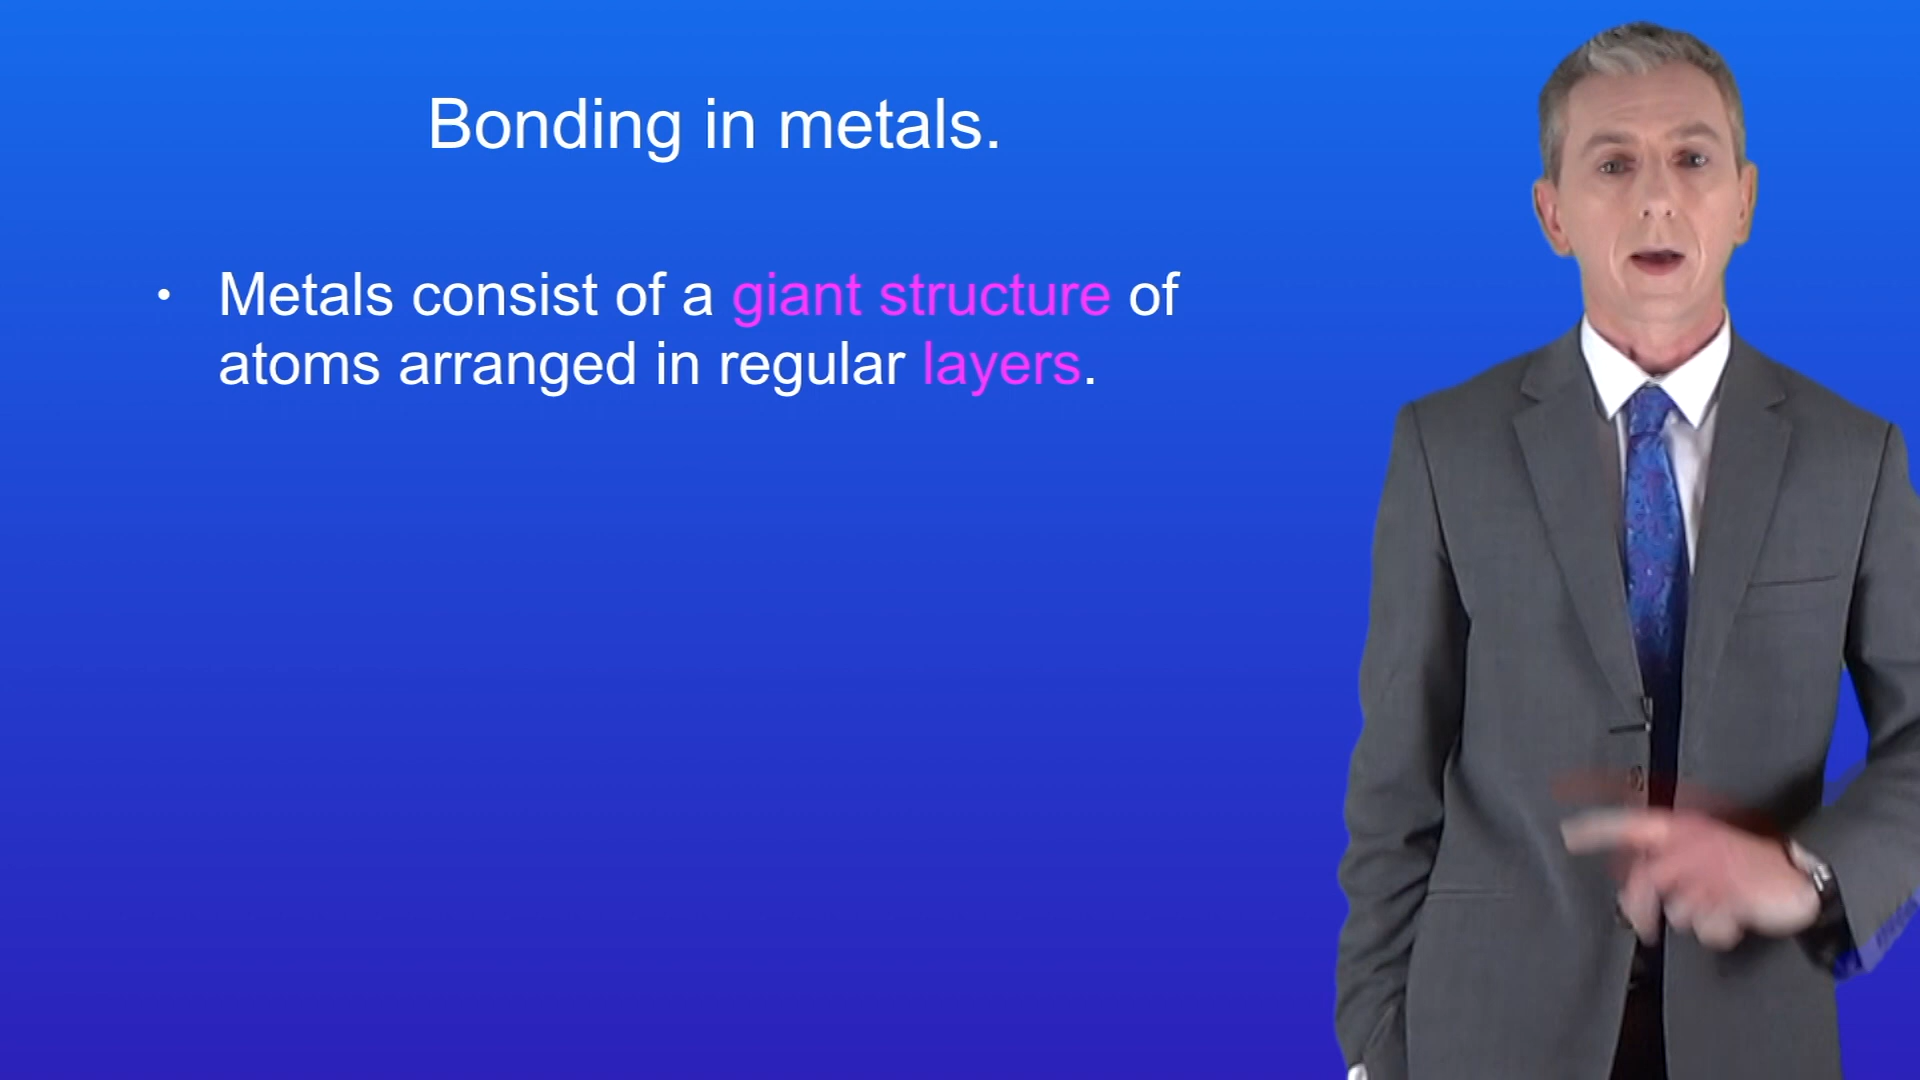 Bonding in metals.
• Metals consist of a giant structure of
atoms arranged in regular layers.